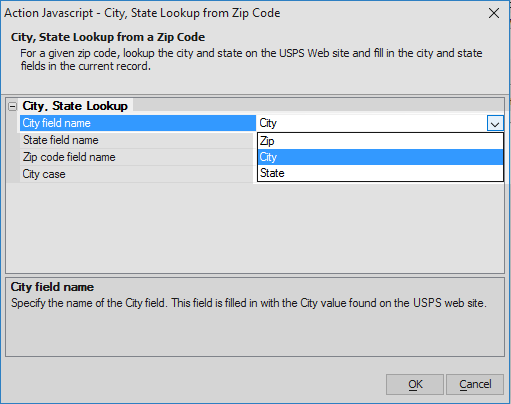 Action Javascript - City, State Lookup from Zip Code
City, State Lookup from a Zip Code
For a given zip code, lookup the city and state on the USPS Web site and fill in the city and state
fields in the current record.
City, State Lookup
City field name City
State field name Zip
Zip code field name City
City case State
City field name
Specify the name of the City field. This field is filled in with the City value found on the USPS web site.
OK Cancel